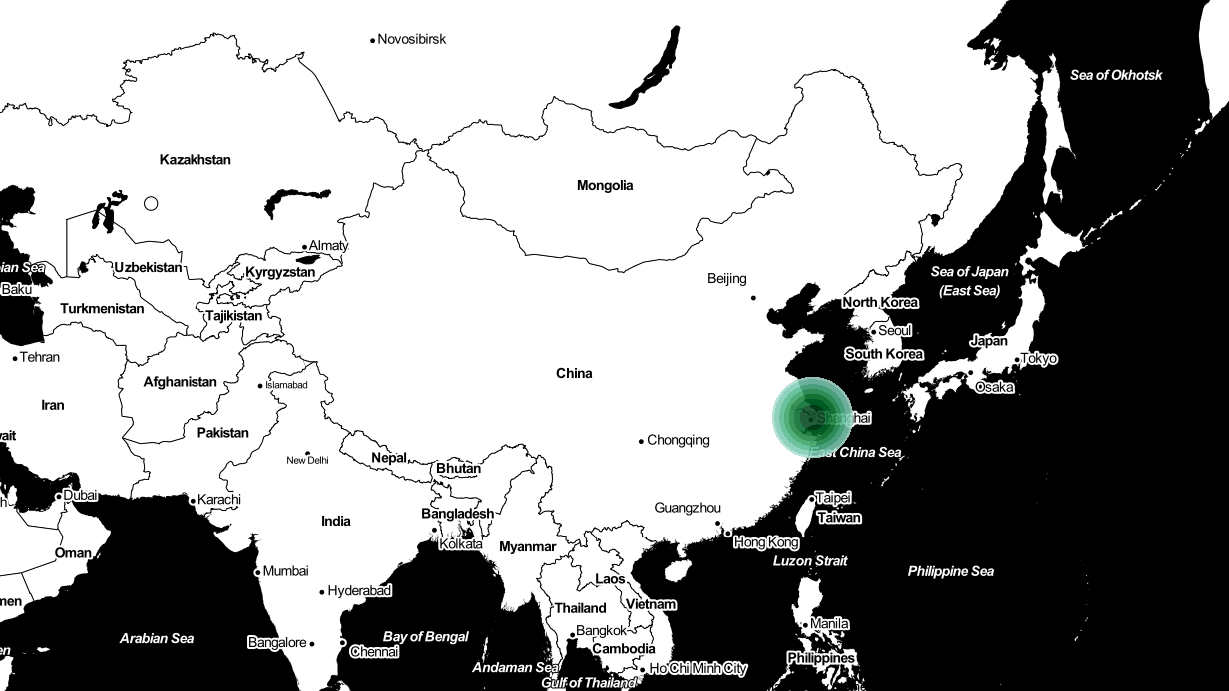 Novosibirsk
Sea of Okhotsk
Kazakhstan
Mongolia
Almaty
Uzbekistan
Kyrgyzstan
ian Sea
Baku
Beijing
Sea of Japan
(East Sea)
North Korea
Turkmenistan
Tajikistan
Seoul
Japan
South Korea
Tehran
Tokyo
China
Afghanistan
Islamabad
Osaka
Iran
Shanghai
Pakistan
wait
Chongqing
East China Sea
New Delhi
Nepal
Bhutan
Dubai
Karachi
Taipei
Guangzhou
Bangladesh
Taiwan
India
Kolkata
Hong Kong
Myanmar
Oman
Luzon Strait
Mumbai
Philippine Sea
Laos
Hyderabad
men
Thailand
Vietnam
Manila
Arabian Sea
Bay of Bengal
Bangkok
Bangalore
Chennai
Cambodia
en
Philippines
Andaman Sea
Ho Chi Minh City
Gulf of Thailand